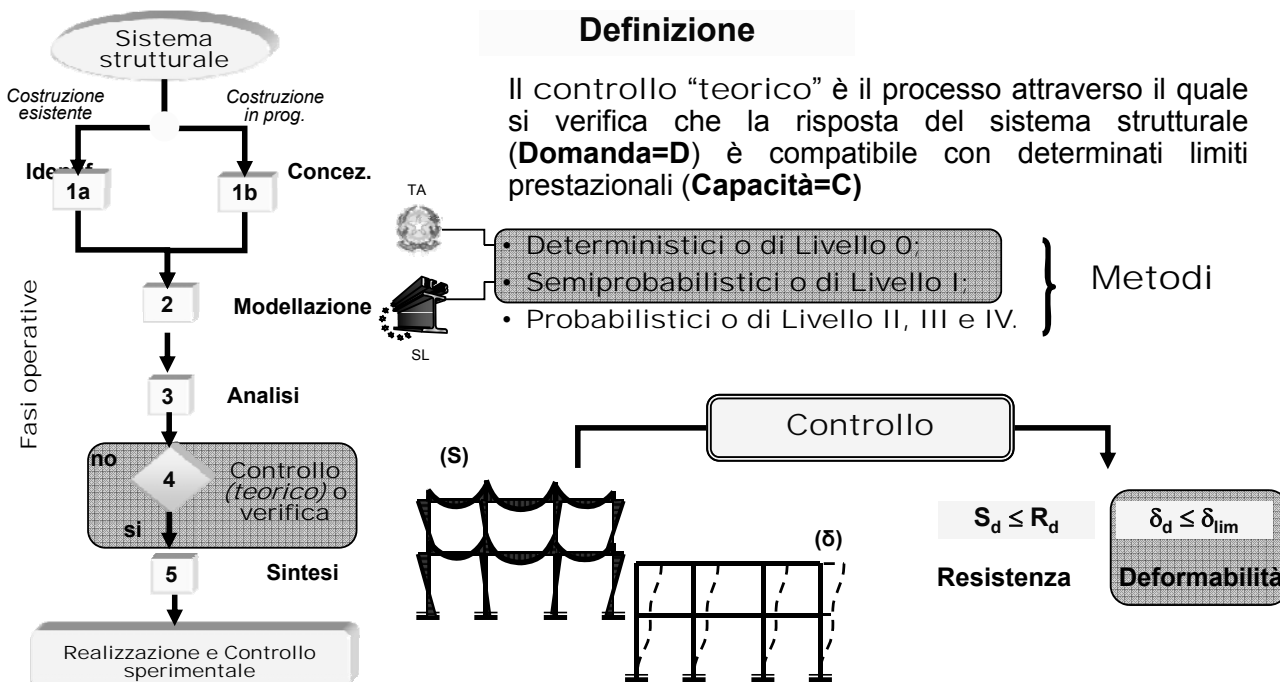 Sistema
strutturale
Costruzione
esistente
Costruzione
in prog.
Identif.
1a
1b
Concez.
2
Modellazione
3
Analisi
no
4
Controllo
(teorico) o
verifica
si
5
Sintesi
Realizzazione e Controllo
sperimentale
Fasi operative
Definizione
Il controllo “teorico” è il processo attraverso il quale
si verifica che la risposta del sistema strutturale
(Domanda=D) è compatibile con determinati limiti
prestazionali (Capacità=C)
TA
• Deterministici o di Livello 0;
• Semiprobabilistici o di Livello I;
• Probabilistici o di Livello II, III e IV.
SL
Metodi
Controllo
(S)
(δ)
S_d ≤ R_d
Resistenza
δ_d ≤ δ_lim
Deformabilità